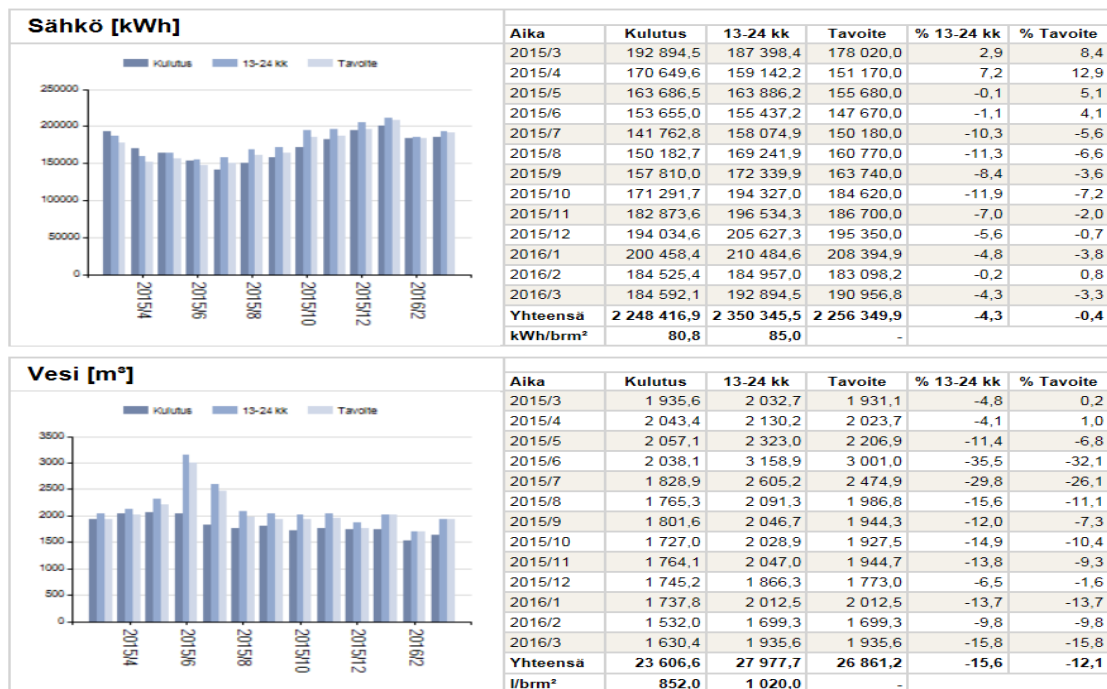 Sähkö [kWh]
Kulutus 13-24 kk Tavoite
250000
200000
150000
100000
50000
0
2015/4 2015/6 2015/8 2015/10 2015/12 2016/2
Aika Kulutus 13-24 kk Tavoite % 13-24 kk % Tavoite
2015/3 192 894,5 187 398,4 178 020,0 2,9 8,4
2015/4 170 649,6 159 142,2 151 170,0 7,2 12,9
2015/5 163 686,5 163 886,2 155 680,0 -0,1 5,1
2015/6 153 655,0 155 437,2 147 670,0 -1,1 4,1
2015/7 141 762,8 158 074,9 150 180,0 -10,3 -5,6
2015/8 150 182,7 169 241,9 160 770,0 -11,3 -6,6
2015/9 157 810,0 172 339,9 163 740,0 -8,4 -3,6
2015/10 171 291,7 194 327,0 184 620,0 -11,9 -7,2
2015/11 182 873,6 196 534,3 186 700,0 -7,0 -2,0
2015/12 194 034,6 205 627,3 195 350,0 -5,6 -0,7
2016/1 200 458,4 210 484,6 208 394,9 -4,8 -3,8
2016/2 184 525,4 184 957,0 183 098,2 -0,2 0,8
2016/3 184 592,1 192 894,5 190 956,8 -4,3 -3,3
Yhteensä 2 248 416,9 2 350 345,5 2 256 349,9 -4,3 -0,4
kWh/brm² 80,8 85,0 -
Vesi [m³]
Kulutus 13-24 kk Tavoite
3500
3000
2500
2000
1500
1000
500
0
2015/4 2015/6 2015/8 2015/10 2015/12 2016/2
Aika Kulutus 13-24 kk Tavoite % 13-24 kk % Tavoite
2015/3 1 935,6 2 032,7 1 931,1 -4,8 0,2
2015/4 2 043,4 2 130,2 2 023,7 -4,1 1,0
2015/5 2 057,1 2 323,0 2 206,9 -11,4 -6,8
2015/6 2 038,1 3 158,9 3 001,0 -35,5 -32,1
2015/7 1 828,9 2 605,2 2 474,9 -29,8 -26,1
2015/8 1 765,3 2 091,3 1 986,8 -15,6 -11,1
2015/9 1 801,6 2 046,7 1 944,3 -12,0 -7,3
2015/10 1 727,0 2 028,9 1 927,5 -14,9 -10,4
2015/11 1 764,1 2 047,0 1 944,7 -13,8 -9,3
2015/12 1 745,2 1 866,3 1 773,0 -6,5 -1,6
2016/1 1 737,8 2 012,5 2 012,5 -13,7 -13,7
2016/2 1 532,0 1 699,3 1 699,3 -9,8 -9,8
2016/3 1 630,4 1 935,6 1 935,6 -15,8 -15,8
Yhteensä 23 606,6 27 977,7 26 861,2 -15,6 -12,1
l/brm² 852,0 1 020,0 -